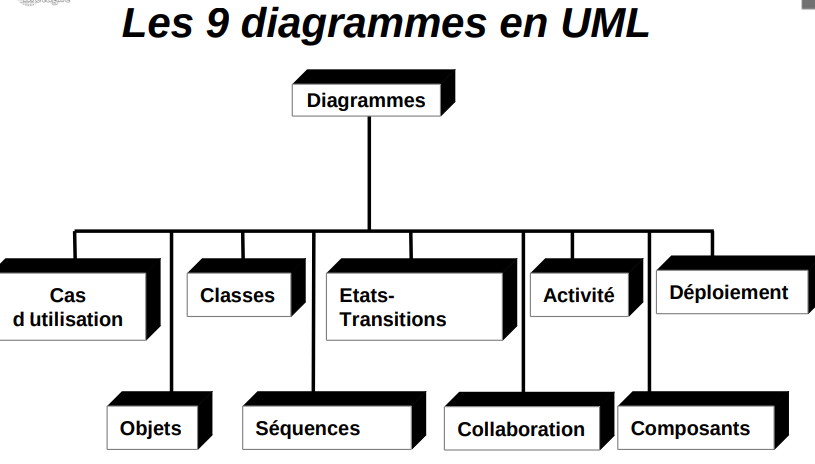 Les 9 diagrammes en UML
Diagrammes
Cas
d utilisation
Classes
Etats-
Transitions
Activité
Déploiement
Objets
Séquences
Collaboration
Composants